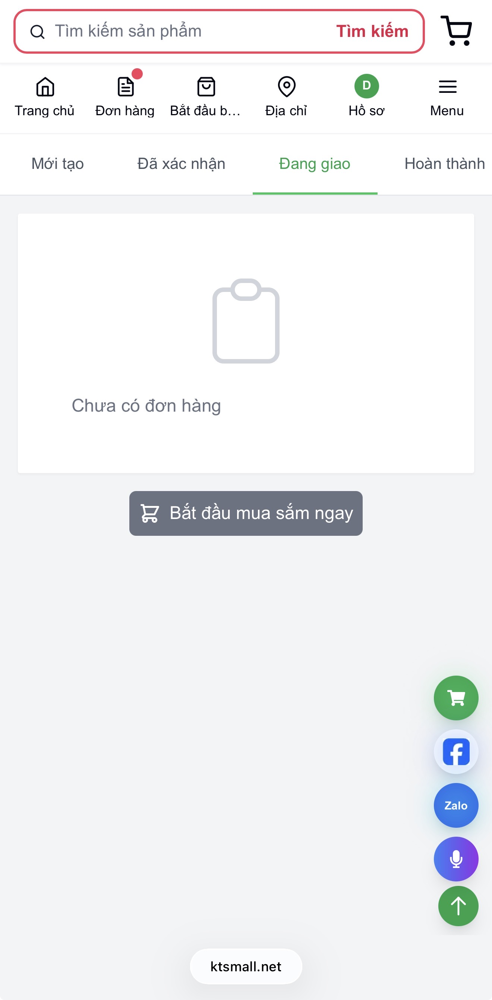 Tìm kiếm sản phẩm Tìm kiếm
Trang chủ Đơn hàng Bắt đầu b... Địa chỉ D Hồ sơ Menu
Mới tạo Đã xác nhận Đang giao Hoàn thành
Chưa có đơn hàng
Bắt đầu mua sắm ngay
f
Zalo
ktsmall.net